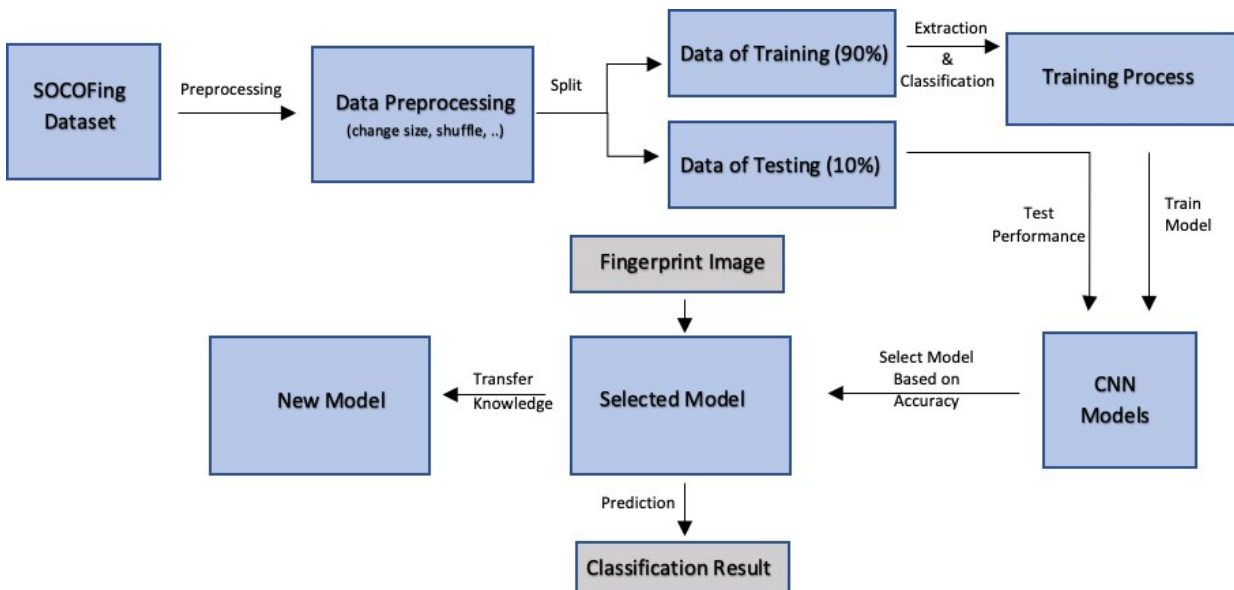 SOCOFing
Dataset
Preprocessing
Data Preprocessing
(change size, shuffle, ..)
Split
Data of Training (90%)
Data of Testing (10%)
Extraction
&
Classification
Training Process
Test
Performance
Train
Model
Fingerprint Image
New Model
Transfer
Knowledge
Selected Model
Select Model
Based on
Accuracy
CNN
Models
Prediction
Classification Result